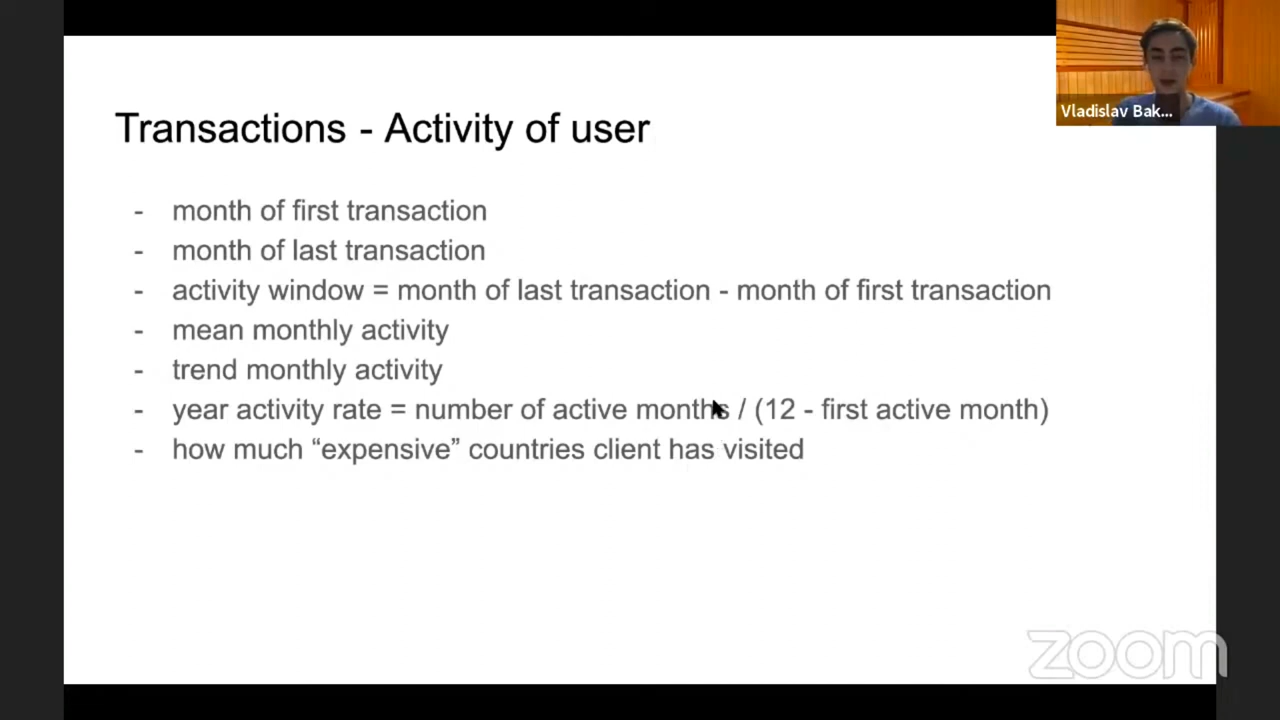 Vladislav Bak...
Transactions - Activity of user
- month of first transaction
- month of last transaction
- activity window = month of last transaction - month of first transaction
- mean monthly activity
- trend monthly activity
- year activity rate = number of active months / (12 - first active month)
- how much “expensive” countries client has visited
zoom